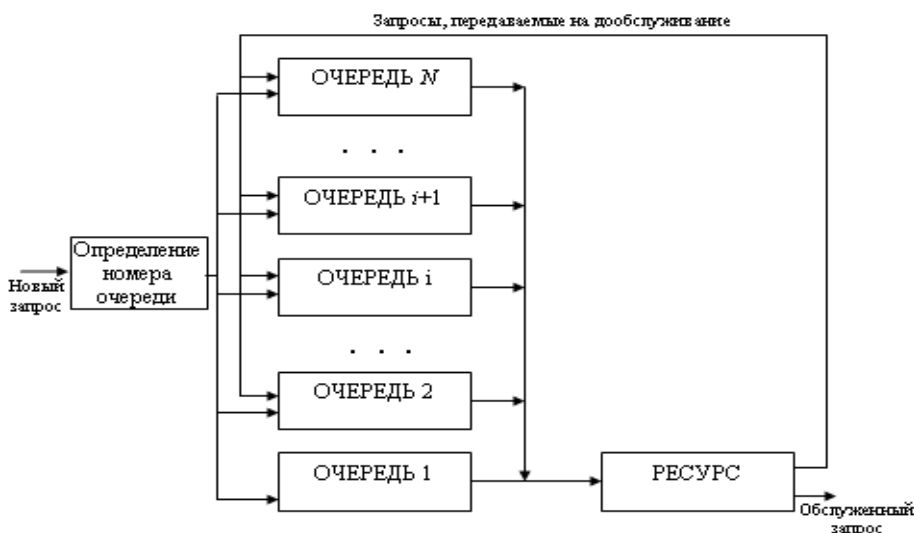 Запросы, передаваемые на дообслуживание
ОЧЕРЕДЬ N
. . .
ОЧЕРЕДЬ i+1
Определение
номера
очереди
Новый
запрос
ОЧЕРЕДЬ i
. . .
ОЧЕРЕДЬ 2
ОЧЕРЕДЬ 1
РЕСУРС
Обслуженный
запрос